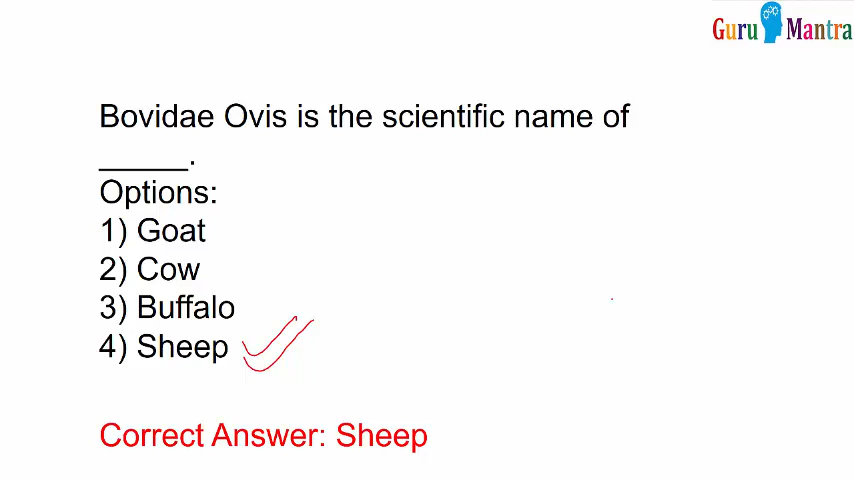 Guru Mantra
Bovidae Ovis is the scientific name of
_____.
Options:
1) Goat
2) Cow
3) Buffalo
4) Sheep
Correct Answer: Sheep